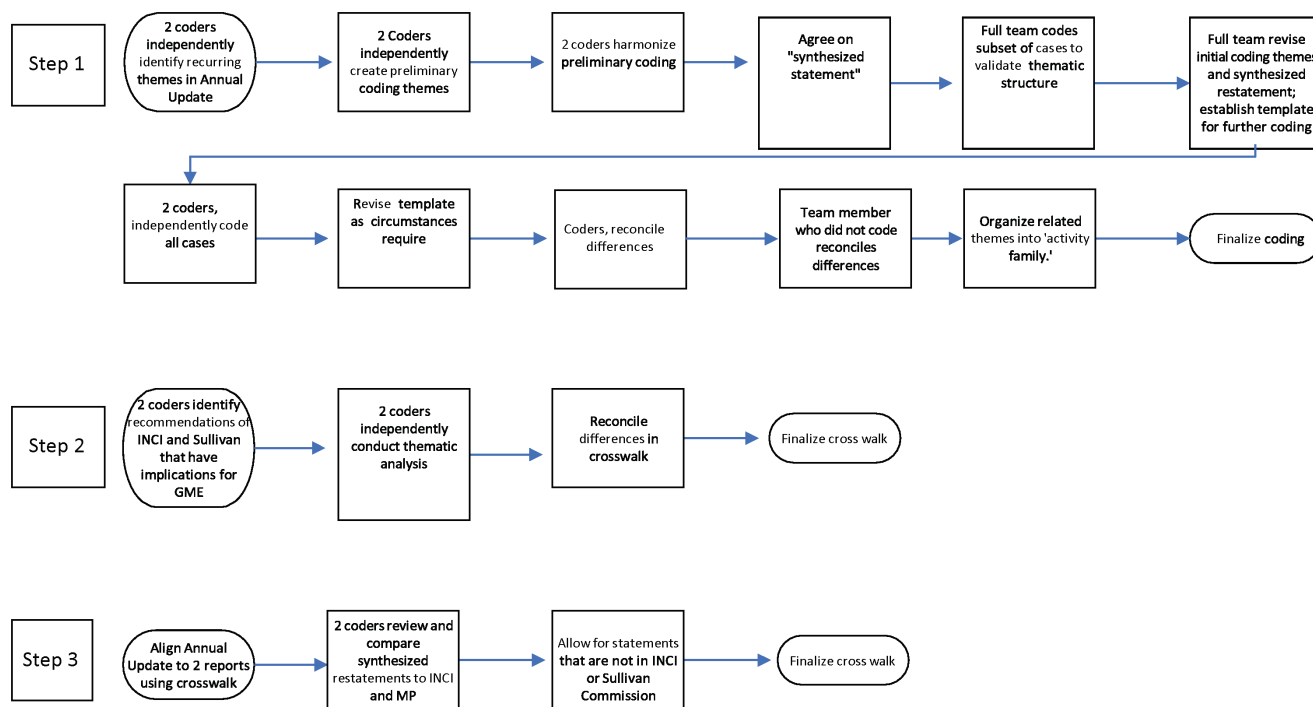 Step 1
2 coders
independently
identify recurring
themes in Annual
Update
2 Coders
independently
create preliminary
coding themes
2 coders harmonize
preliminary coding
Agree on
"synthesized
statement"
Full team codes
subset of cases to
validate thematic
structure
Full team revise
initial coding themes
and synthesized
restatement;
establish template
for further coding
2 coders,
independently code
all cases
Revise template
as circumstances
require
Coders, reconcile
differences
Team member
who did not code
reconciles
differences
Organize related
themes into 'activity
family.'
Finalize coding
Step 2
2 coders identify
recommendations of
INCI and Sullivan
that have
implications for
GME
2 coders
independently
conduct thematic
analysis
Reconcile
differences in
crosswalk
Finalize cross walk
Step 3
Align Annual
Update to 2 reports
using crosswalk
2 coders review and
compare
synthesized
restatements to INCI
and MP
Allow for statements
that are not in INCI
or Sullivan
Commission
Finalize cross walk